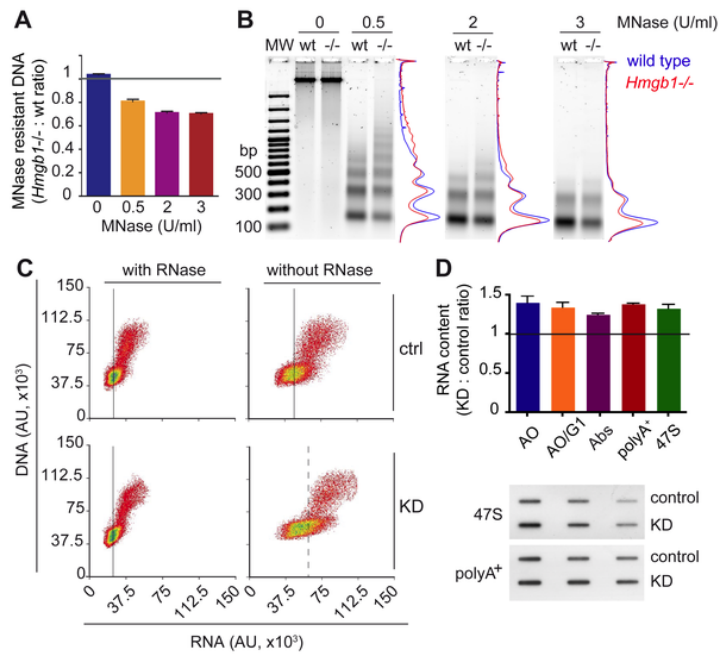 A
MNase resistant DNA
(Hmgb1-/- : wt ratio)
1
0.8
0.6
0.4
0.2
0
0 0.5 2 3
MNase (U/ml)
B
0 0.5 2 3 MNase (U/ml)
MW wt -/- wt -/- wt -/- wt -/-
wild type
Hmgb1-/-
bp
500
300
100
C
with RNase without RNase
DNA (AU, x10³)
150
112.5
75
37.5
0
ctrl
150
112.5
75
37.5
0
KD
0 37.5 75 112.5 150 0 37.5 75 112.5 150
RNA (AU, x10³)
D
RNA content
(KD : control ratio)
1.5
1.0
0.5
0
AO AO/G1 Abs polyA⁺ 47S
47S
control
KD
polyA⁺
control
KD